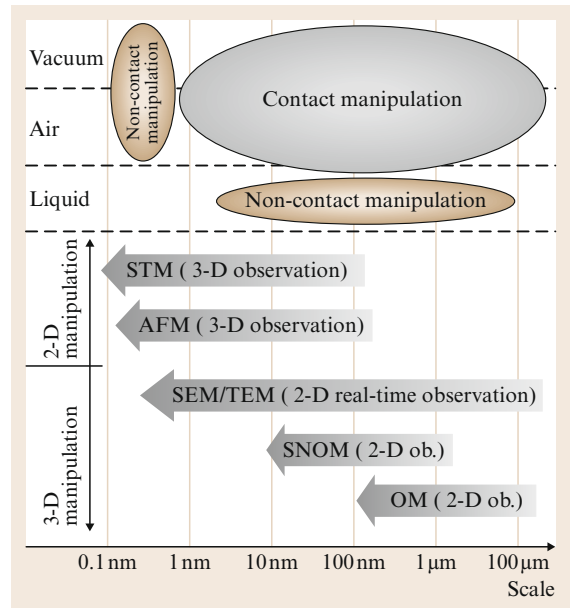 Vacuum
Non-contact
manipulation
Contact manipulation
Air
Liquid
Non-contact manipulation
2-D
manipulation
STM ( 3-D observation)
AFM ( 3-D observation)
3-D
manipulation
SEM/TEM ( 2-D real-time observation)
SNOM ( 2-D ob.)
OM ( 2-D ob.)
0.1 nm 1 nm 10 nm 100 nm 1 μm 100 μm
Scale